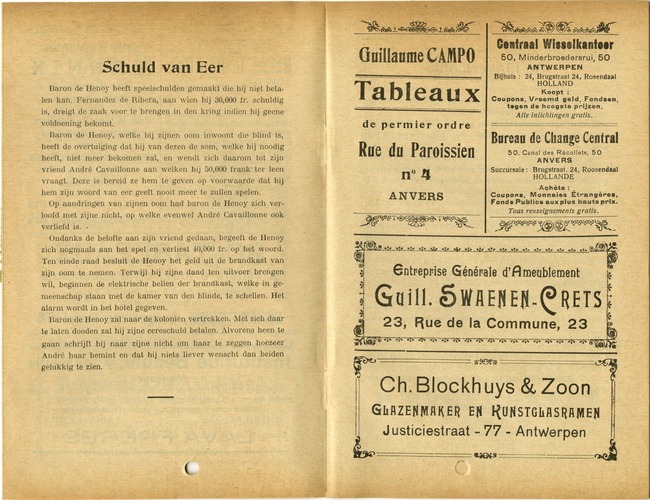 Schuld van Eer
Baron de Henoy heeft speelschulden gemaakt die hij niet beta-
len kan. Fernandez de Ribera, aan wien hij 30,000 fr. schuldig
is, dreigt de zaak voor te brengen in den kring indien hij geene
voldoening bekomt.
Baron de Henoy, welke bij zijnen oom inwoont die blind is,
heeft de overtuiging dat hij van dezen de som, welke hij noodig
heeft, niet meer bekomen zal, en wendt zich daarom tot zijn
vriend André Cavaillonne aan welken hij 50,000 frank ter leen
vraagt. Deze is bereid ze hem te geven op voorwaarde dat hij
hem zijn woord van eer geeft nooit meer te zullen spelen.
Op aandringen van zijnen oom had baron de Henoy zich ver-
loofd met zijne nicht, op welke evenwel André Cavaillonne ook
verliefd is.
Ondanks de belofte aan zijn vriend gedaan, begeeft de Henoy
zich nogmaals aan het spel en verliest 40,000 fr. op het woord.
Ten einde raad besluit de Henoy het geld uit de brandkast van
zijn oom te nemen. Terwijl hij zijne daad ten uitvoer brengen
wil, beginnen de elektrische bellen der brandkast, welke in ge-
meenschap staan met de kamer van den blinde, te schellen. Het
alarm wordt in het hotel gegeven.
Baron de Henoy zal naar de koloniën vertrekken. Met zich daar
te laten dooden zal hij zijne eereschuld betalen. Alvorens heen te
gaan schrijft hij naar zijne nicht om haar te zeggen hoezeer
André haar bemint en dat hij niets liever wenscht dan beiden
gelukkig te zien.
Guillaume CAMPO
Tableaux
de permier ordre
Rue du Paroissien
n° 4
ANVERS
Centraal Wisselkantoor
50, Minderbroedersrui, 50
ANTWERPEN
Bijhuis : 24, Brugstraat 24, Rosendaal
HOLLAND
Koopt :
Coupons, Vreemd geld, Fondsen,
tegen de hoogste prijzen.
Alle inlichtingen gratis.
Bureau de Change Central
50, Canal des Récollets, 50
ANVERS
Succursale : Brugstraat 24, Roosendaal
HOLLANDE
Achète :
Coupons, Monnaies Étrangères,
Fonds Publics aux plus hauts prix.
Tous renseignements gratis.
Entreprise Générale d'Ameublement
Guill. SWAENEN-CRETS
23, Rue de la Commune, 23
Ch. Blockhuys & Zoon
GLAZENMAKER EN KUNSTGLASRAMEN
Justiciestraat - 77 - Antwerpen